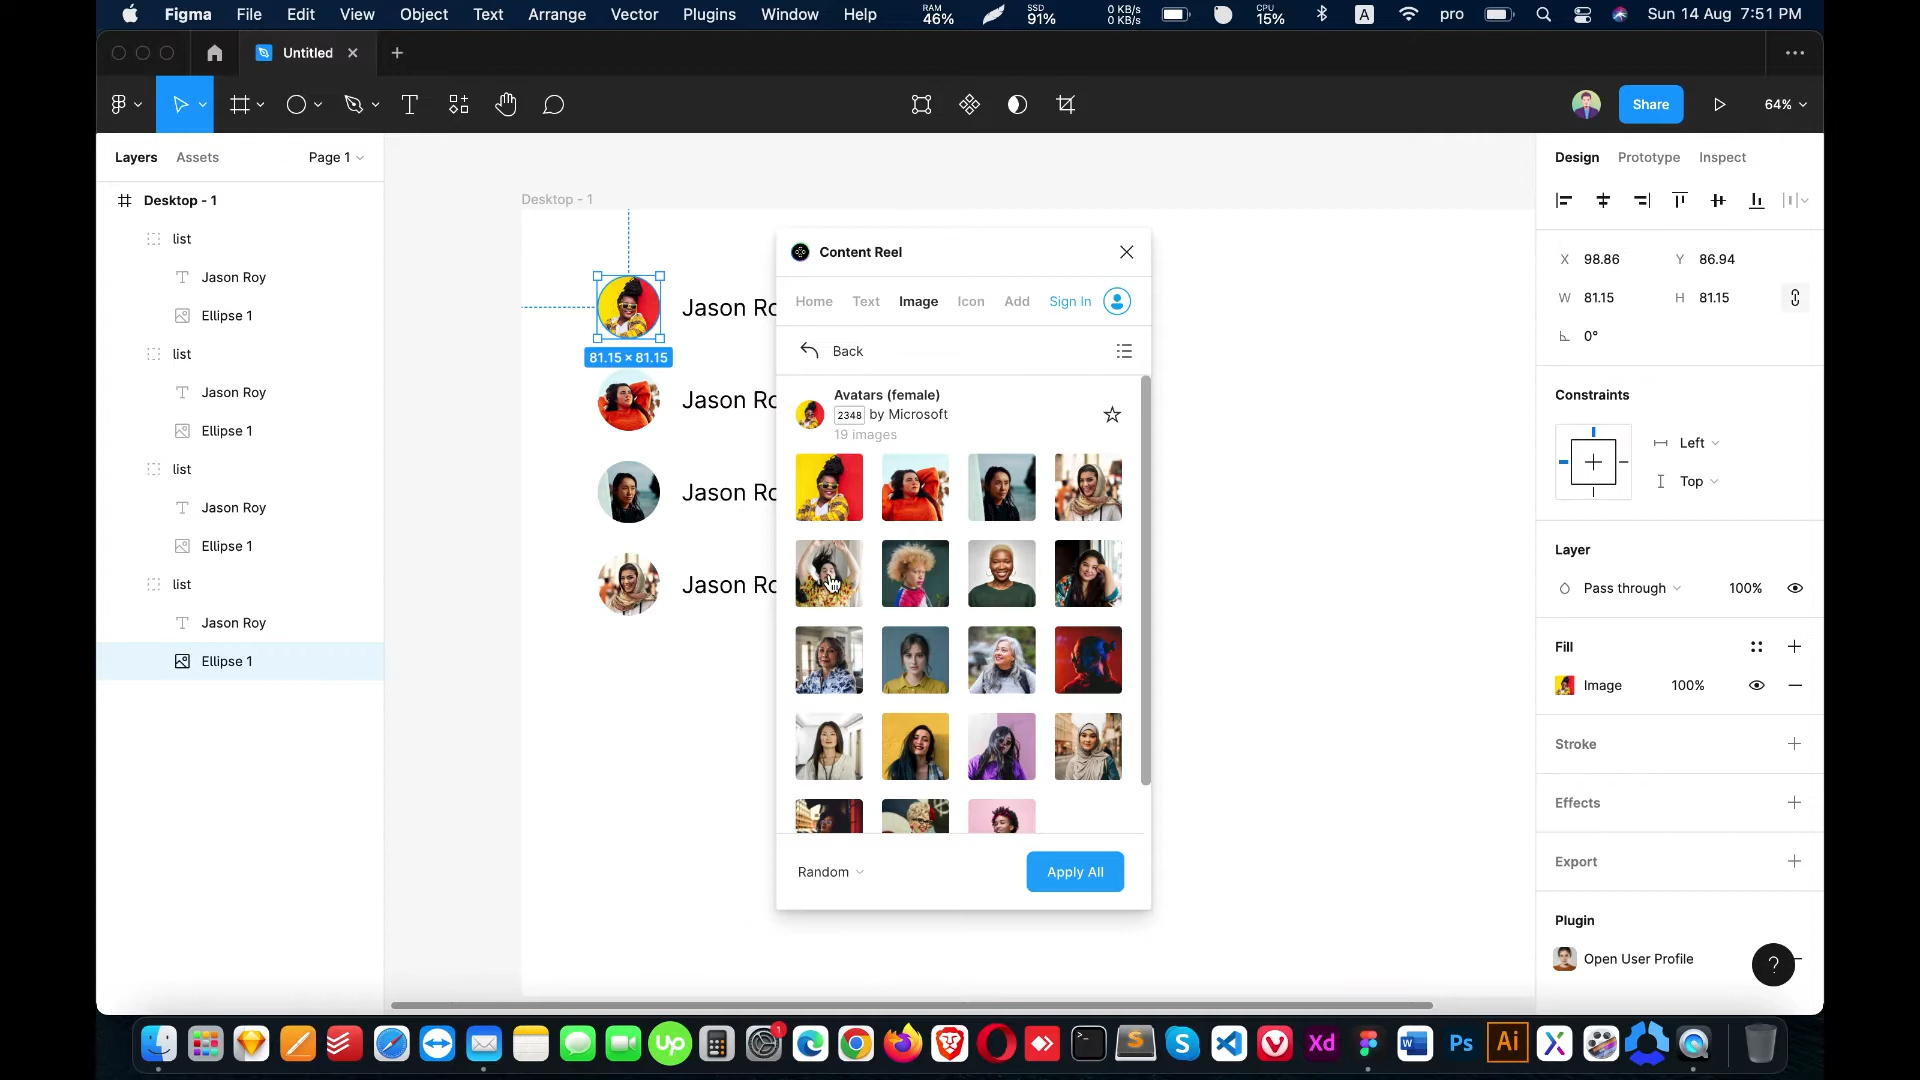 Figma File Edit View Object Text Arrange Vector Plugins Window Help RAM 46% SSD 91% 0 KB/s 0 KB/s CPU 15% A pro Sun 14 Aug 7:51 PM
Untitled
Share 64%
Layers Assets Page 1
Desktop - 1
list
Jason Roy
Ellipse 1
list
Jason Roy
Ellipse 1
list
Jason Roy
Ellipse 1
list
Jason Roy
Ellipse 1
Desktop - 1
Jason Ro
81.15 × 81.15
Jason Ro
Jason Ro
Jason Ro
Content Reel
Home Text Image Icon Add Sign In
Back
Avatars (female)
2348 by Microsoft
19 images
Random Apply All
Design Prototype Inspect
X 98.86 Y 86.94
W 81.15 H 81.15
0°
Constraints
Left
Top
Layer
Pass through 100%
Fill
Image 100%
Stroke
Effects
Export
Plugin
Open User Profile
?
Up 1 Xd W Ps Ai X